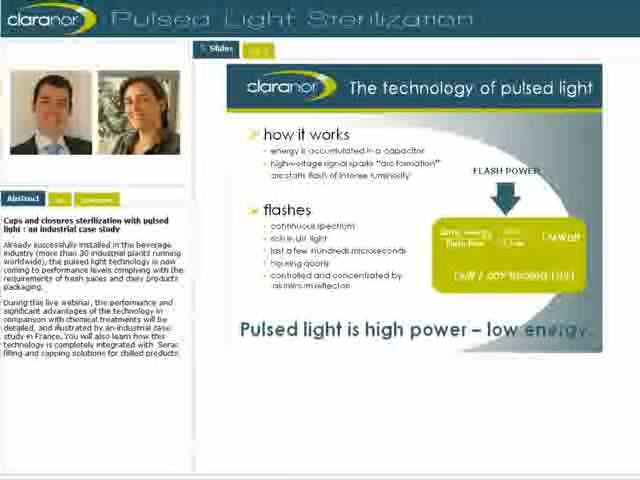 claranor Pulsed Light Sterilization
Slides
claranor The technology of pulsed light
how it works
- energy is accumulated in a capacitor
- high-voltage signal sparks "arc formation"
arc starts flash of intense luminosity
FLASH POWER
flashes
- continuous spectrum
- rich in UV light
- last a few hundreds microseconds
- controlled and concentrated by
aluminum reflectors
Pulsed light is high power – low energy
Abstract
Cups and closures sterilization with pulsed
light : an industrial case study
Already successfully installed in the beverage
industry (more than 30 industrial plants running
worldwide), the pulsed light technology is now
coming to performance levels complying with the
requirements of fresh juices and dairy products
packaging.
During this live webinar, the performance and
significant advantages of the technology in
comparison with chemical treatments will be
detailed, and illustrated by an industrial case
study in France. You will also learn how this
technology is completely integrated with Serac
filling and capping solutions for chilled products